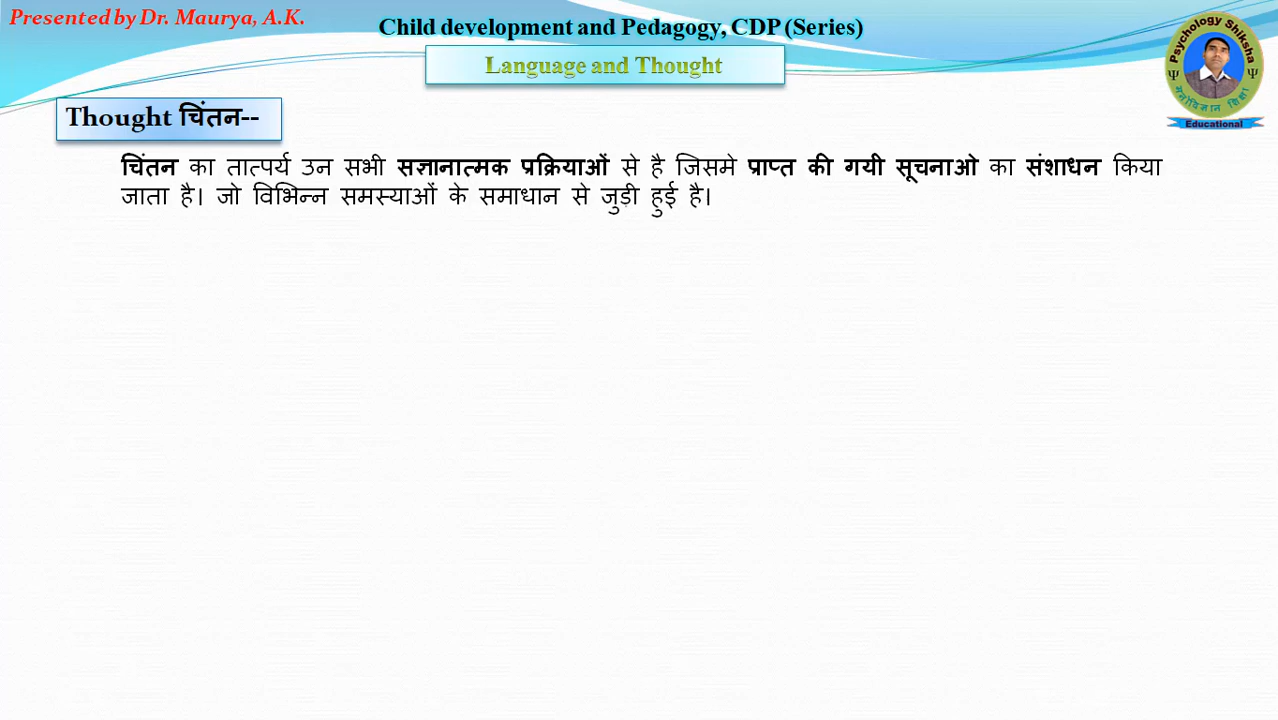 Presented by Dr. Maurya, A.K.
Child development and Pedagogy, CDP (Series)
Language and Thought
Psychology Shiksha
Ψ Ψ
मनोविज्ञान शिक्षा
Educational
Thought चिंतन--
चिंतन का तात्पर्य उन सभी सज्ञानात्मक प्रक्रियाओं से है जिसमे प्राप्त की गयी सूचनाओ का संशाधन किया
जाता है। जो विभिन्न समस्याओं के समाधान से जुड़ी हुई है।